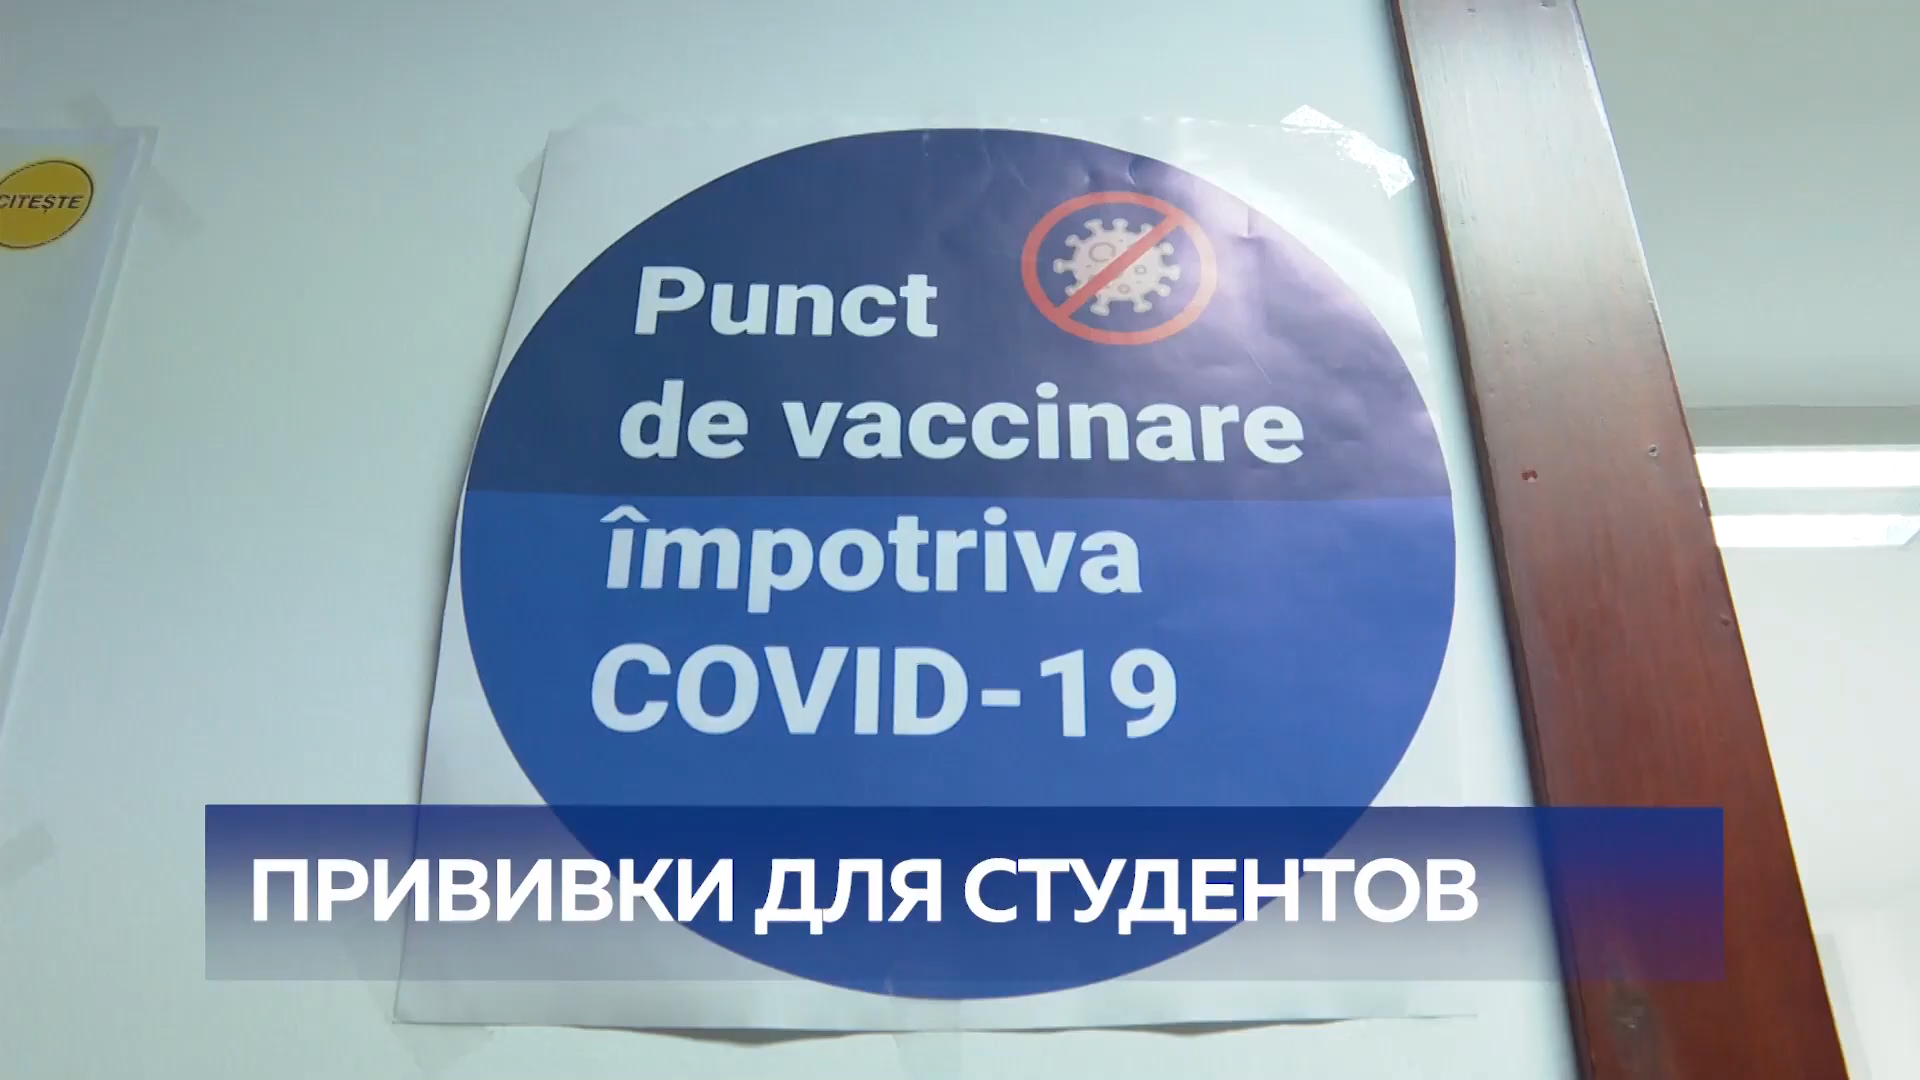 CITEȘTE
Punct
de vaccinare
împotriva
COVID-19
ПРИВИВКИ ДЛЯ СТУДЕНТОВ